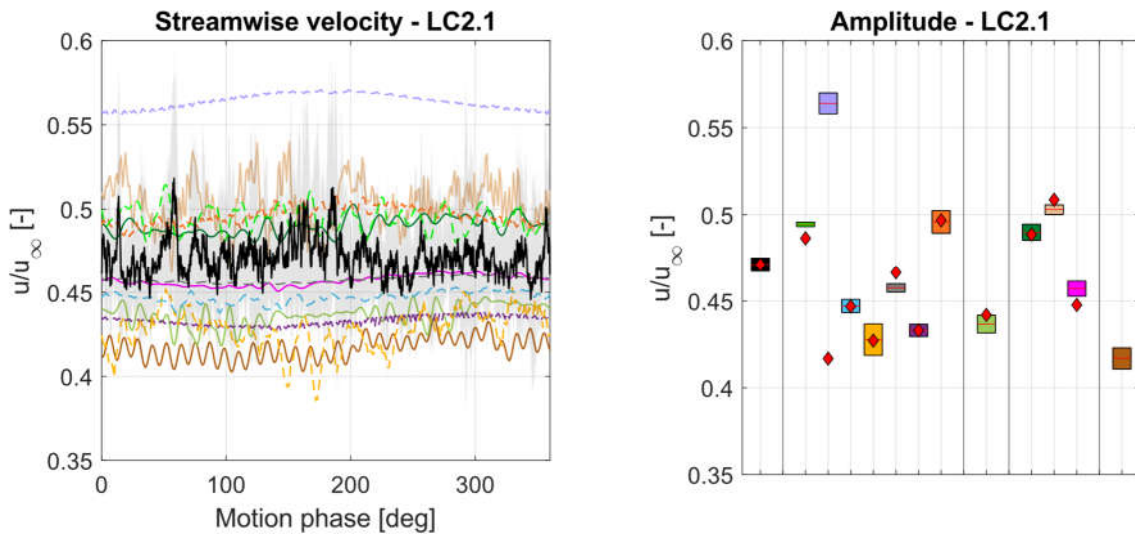 Streamwise velocity - LC2.1
0.6
0.55
0.5
0.45
0.4
0.35
u/u∞ [-]
0 100 200 300
Motion phase [deg]
Amplitude - LC2.1
0.6
0.55
0.5
0.45
0.4
0.35
u/u∞ [-]